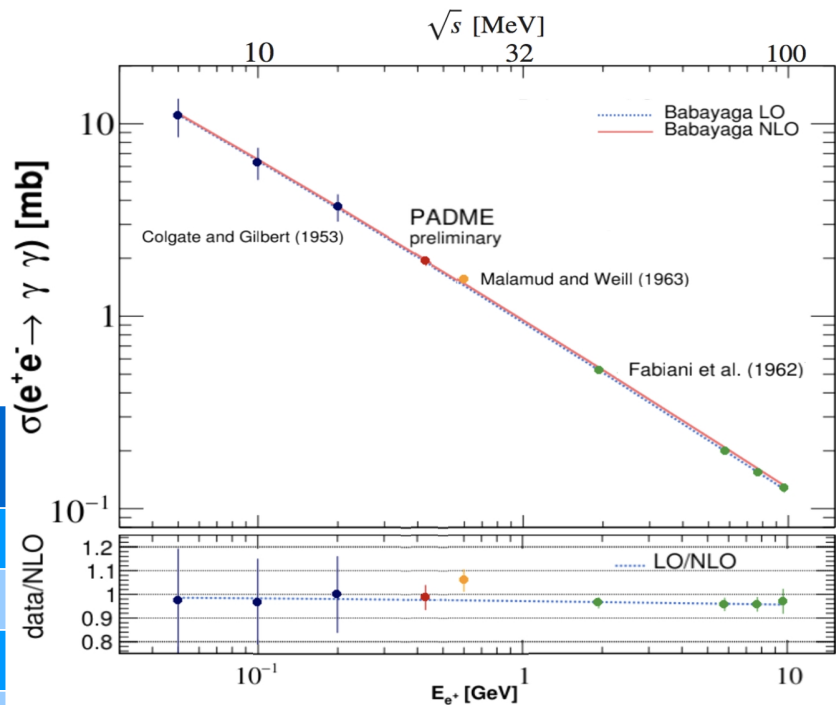 √s [MeV]
10 32 100
10
1
10⁻¹
σ(e⁺e⁻→ γ γ) [mb]
Babayaga LO
Babayaga NLO
PADME
preliminary
Colgate and Gilbert (1953)
Malamud and Weill (1963)
Fabiani et al. (1962)
1.2
1.1
1
0.9
0.8
data/NLO
LO/NLO
10⁻¹ 1 10
E_e⁺ [GeV]